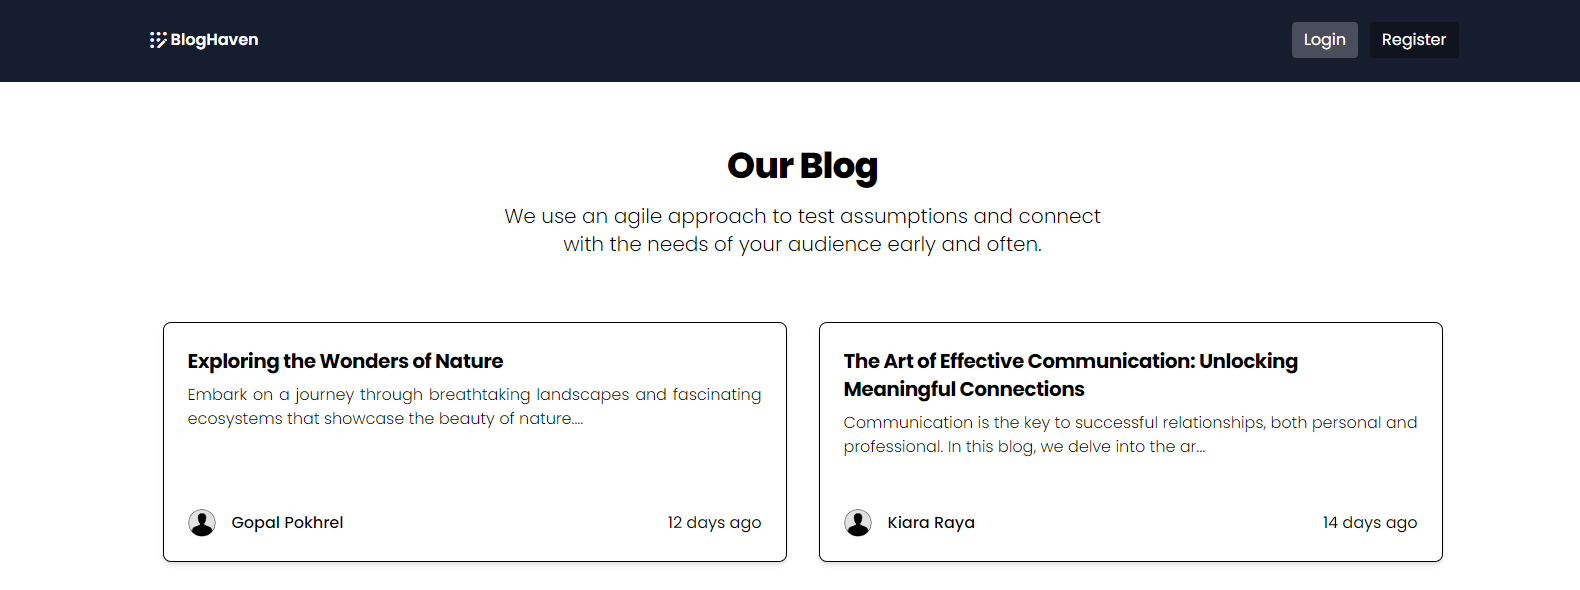 BlogHaven
Login
Register
Our Blog
We use an agile approach to test assumptions and connect
with the needs of your audience early and often.
Exploring the Wonders of Nature
Embark on a journey through breathtaking landscapes and fascinating
ecosystems that showcase the beauty of nature....
Gopal Pokhrel
12 days ago
The Art of Effective Communication: Unlocking
Meaningful Connections
Communication is the key to successful relationships, both personal and
professional. In this blog, we delve into the ar...
Kiara Raya
14 days ago